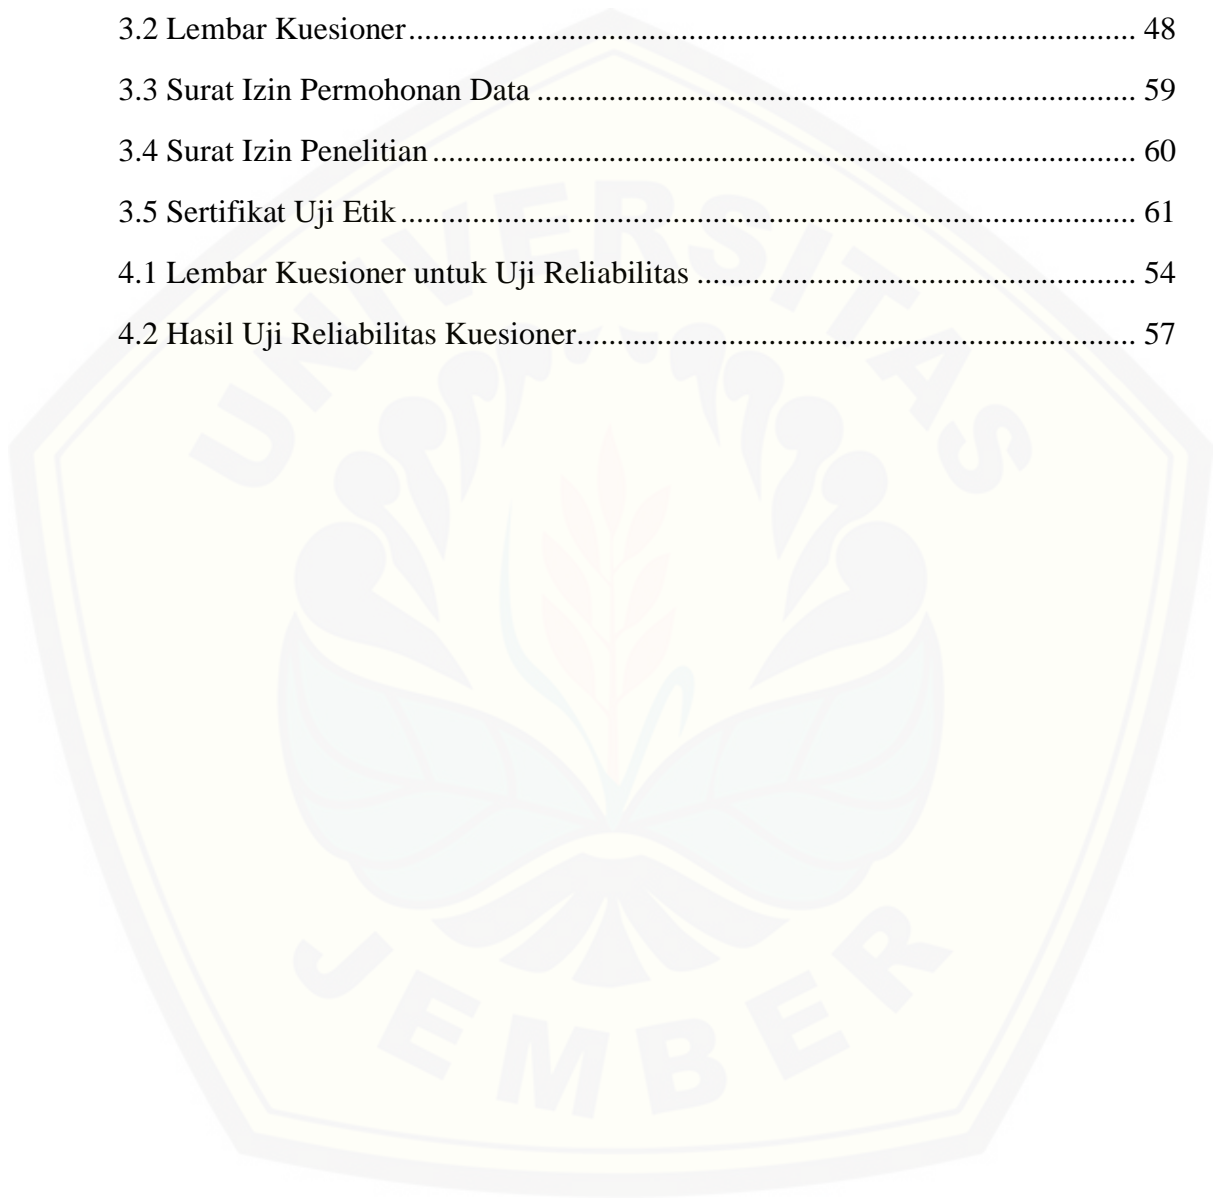 3.2 Lembar Kuesioner.......................................................................................... 48
3.3 Surat Izin Permohonan Data .......................................................................... 59
3.4 Surat Izin Penelitian ....................................................................................... 60
3.5 Sertifikat Uji Etik ........................................................................................... 61
4.1 Lembar Kuesioner untuk Uji Reliabilitas ...................................................... 54
4.2 Hasil Uji Reliabilitas Kuesioner..................................................................... 57
UNIVERSITAS
JEMBER